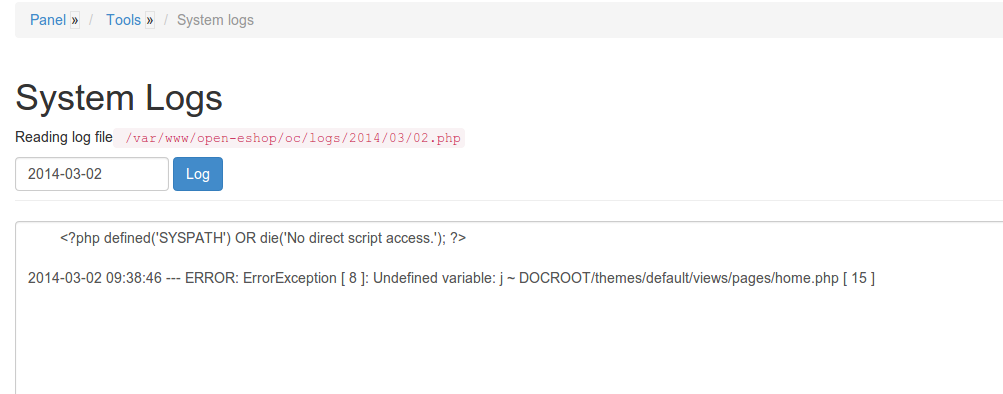 Panel » / Tools » / System logs
System Logs
Reading log file /var/www/open-eshop/oc/logs/2014/03/02.php
2014-03-02 Log
<?php defined('SYSPATH') OR die('No direct script access.'); ?>
2014-03-02 09:38:46 --- ERROR: ErrorException [ 8 ]: Undefined variable: j ~ DOCROOT/themes/default/views/pages/home.php [ 15 ]